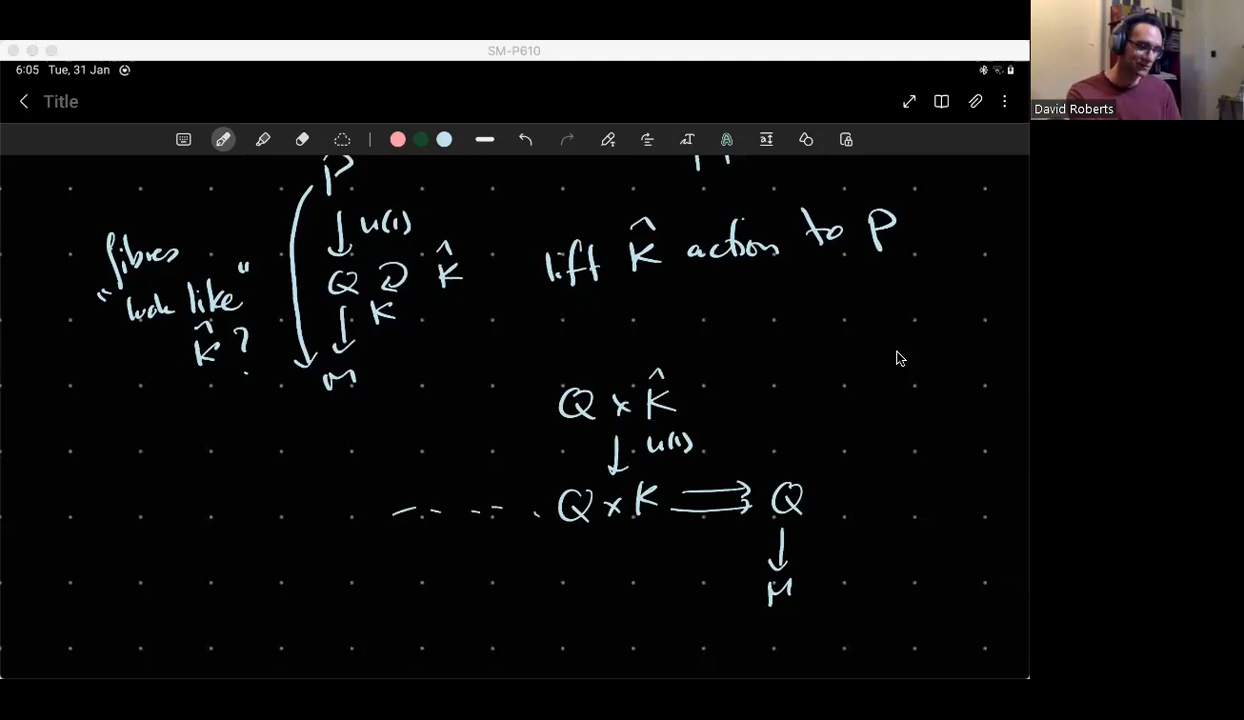 SM-P610
6:05 Tue, 31 Jan
Title
David Roberts
P
u(1)
Q K̂
K
M
fibres
"look like"
K̂ ?
lift K̂ action to P
Q × K̂
u(1)
Q × K Q
M